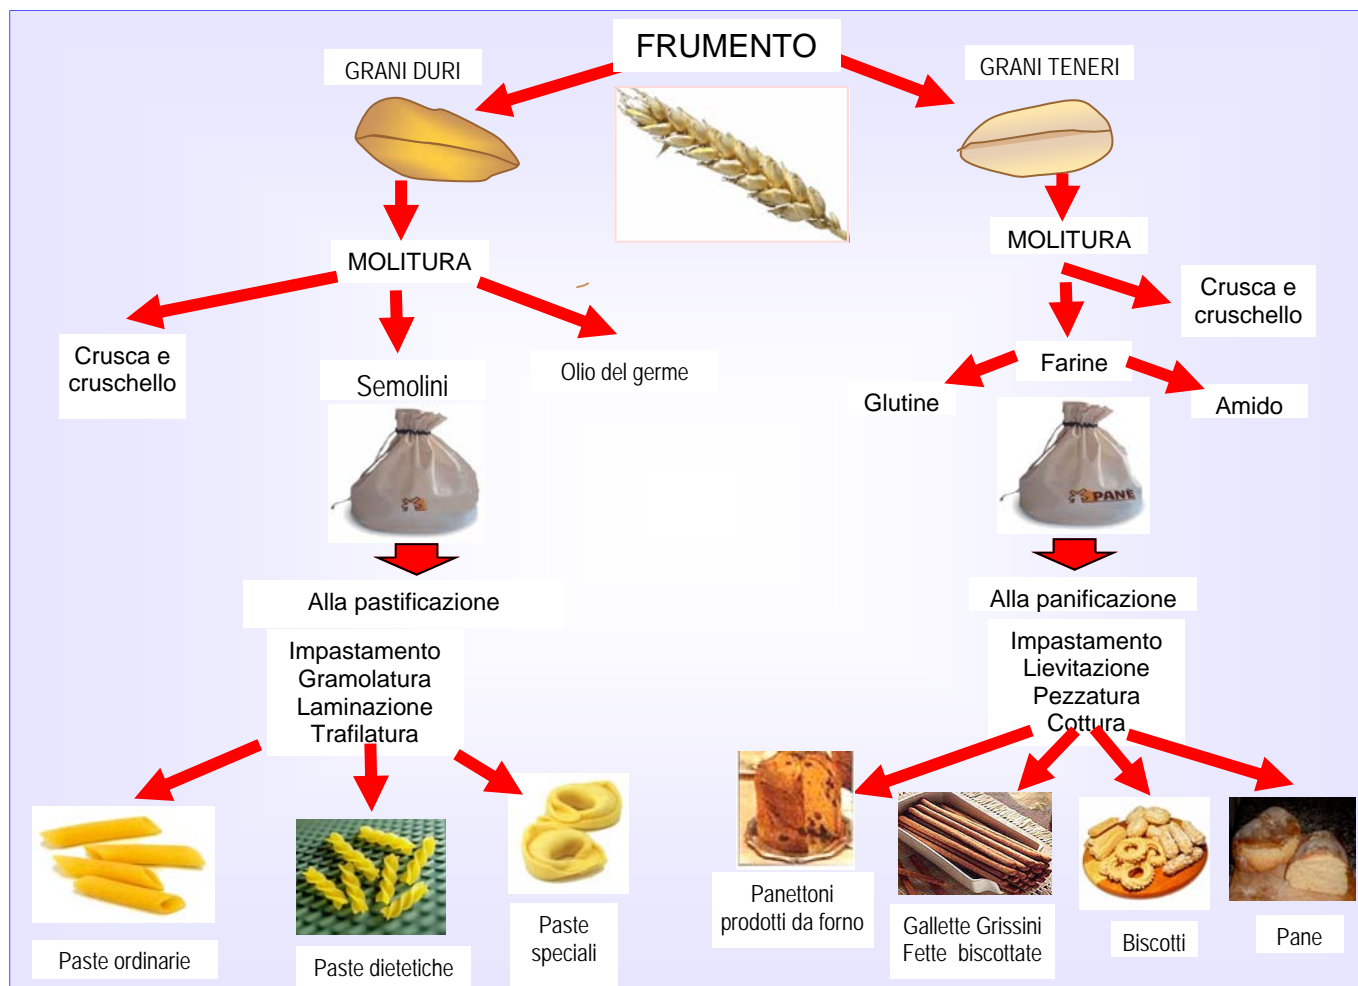 FRUMENTO
GRANI DURI
GRANI TENERI
MOLITURA
MOLITURA
Crusca e
cruschello
Semolini
Olio del germe
Crusca e
cruschello
Farine
Glutine
Amido
PANE
Alla pastificazione
Impastamento
Gramolatura
Laminazione
Trafilatura
Alla panificazione
Impastamento
Lievitazione
Pezzatura
Cottura
Paste ordinarie
Paste dietetiche
Paste
speciali
Panettoni
prodotti da forno
Gallette Grissini
Fette biscottate
Biscotti
Pane